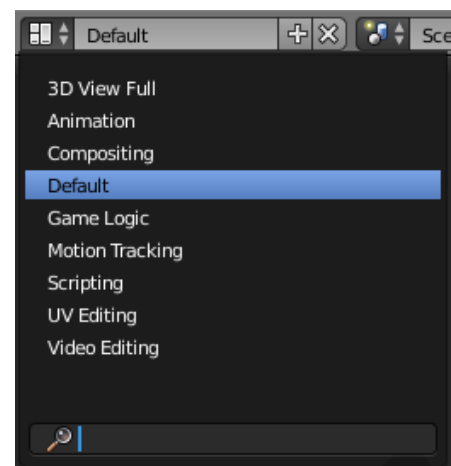 Default Sce
3D View Full
Animation
Compositing
Default
Game Logic
Motion Tracking
Scripting
UV Editing
Video Editing